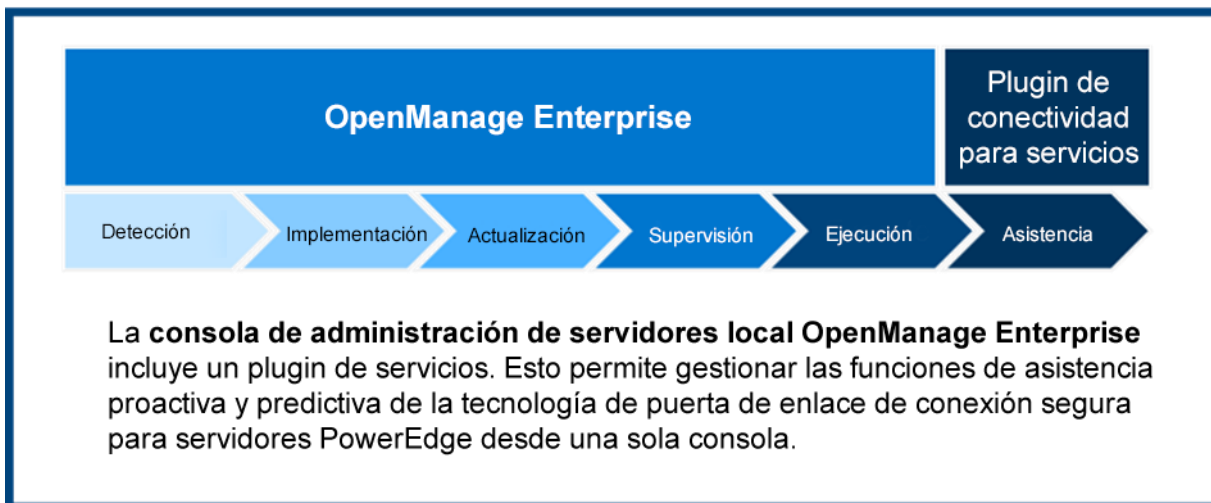 OpenManage Enterprise
Plugin de
conectividad
para servicios
Detección
Implementación
Actualización
Supervisión
Ejecución
Asistencia
La consola de administración de servidores local OpenManage Enterprise
incluye un plugin de servicios. Esto permite gestionar las funciones de asistencia
proactiva y predictiva de la tecnología de puerta de enlace de conexión segura
para servidores PowerEdge desde una sola consola.